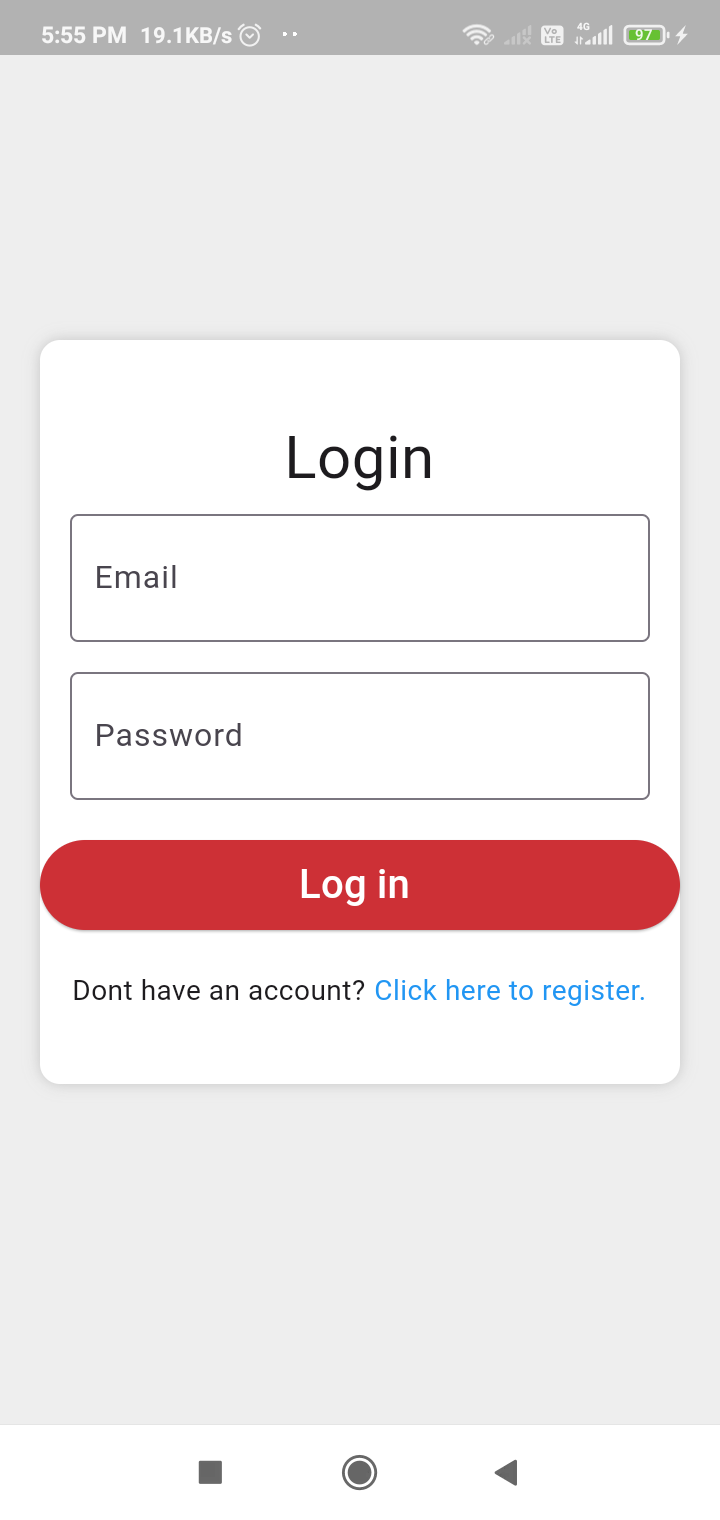 5:55 PM 19.1KB/s
Vo LTE 4G 97
Login
Email
Password
Log in
Dont have an account? Click here to register.